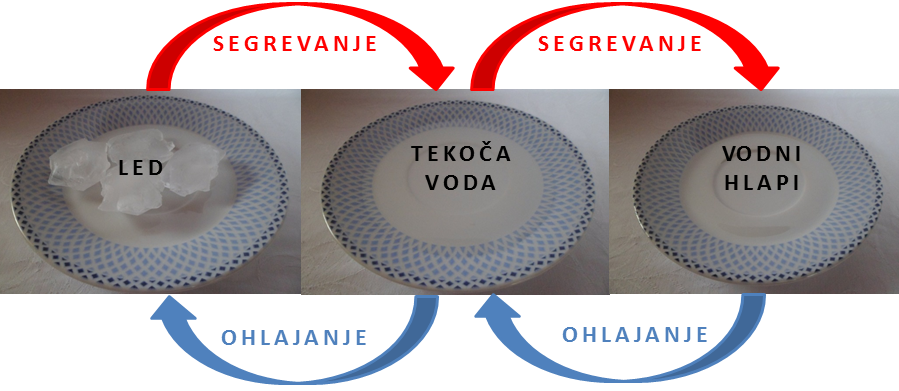 SEGREVANJE
SEGREVANJE
LED
TEKOČA
VODA
VODNI
HLAPI
OHLAJANJE
OHLAJANJE